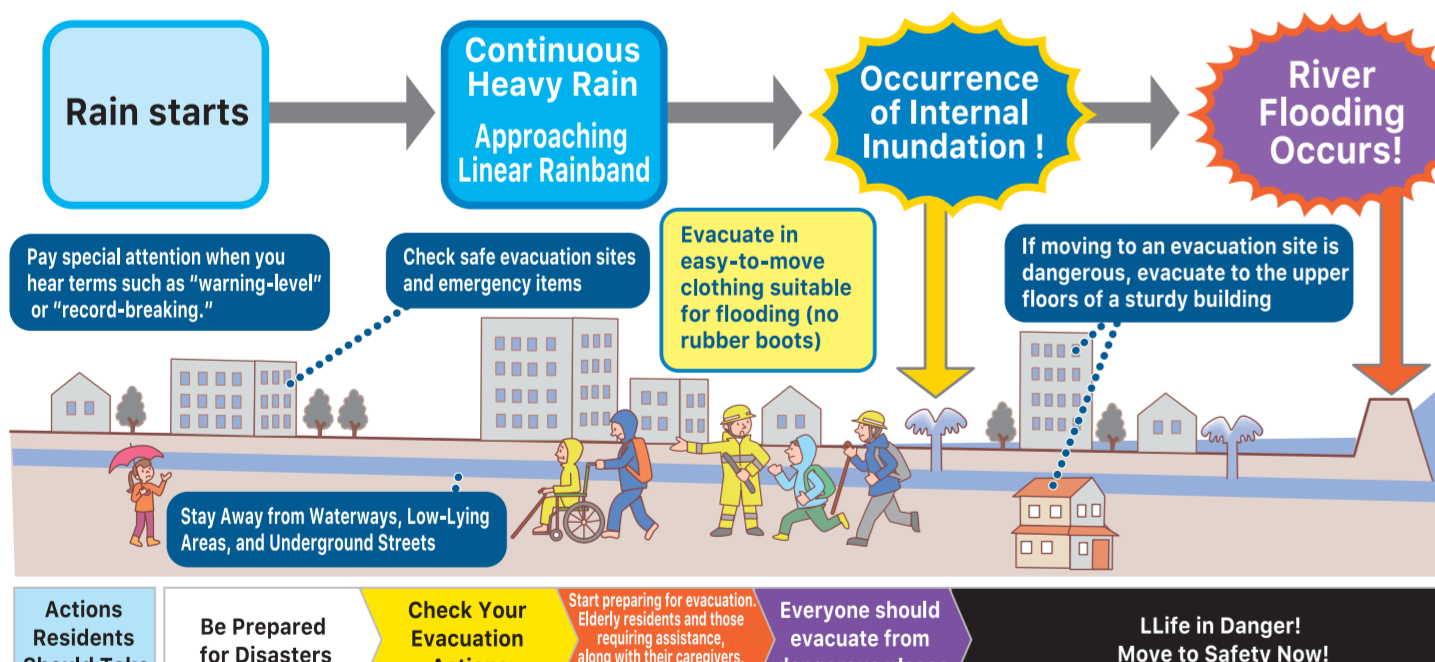 Rain starts
Continuous
Heavy Rain
Approaching
Linear Rainband
Occurrence
of Internal
Inundation !
River
Flooding
Occurs!
Pay special attention when you
hear terms such as “warning-level”
or “record-breaking.”
Check safe evacuation sites
and emergency items
Evacuate in
easy-to-move
clothing suitable
for flooding (no
rubber boots)
If moving to an evacuation site is
dangerous, evacuate to the upper
floors of a sturdy building
Stay Away from Waterways, Low-Lying
Areas, and Underground Streets
Actions
Residents
Should Take
Be Prepared
for Disasters
Check Your
Evacuation
Actions
Start preparing for evacuation.
Elderly residents and those
requiring assistance,
along with their caregivers,
Everyone should
evacuate from
LLife in Danger!
Move to Safety Now!